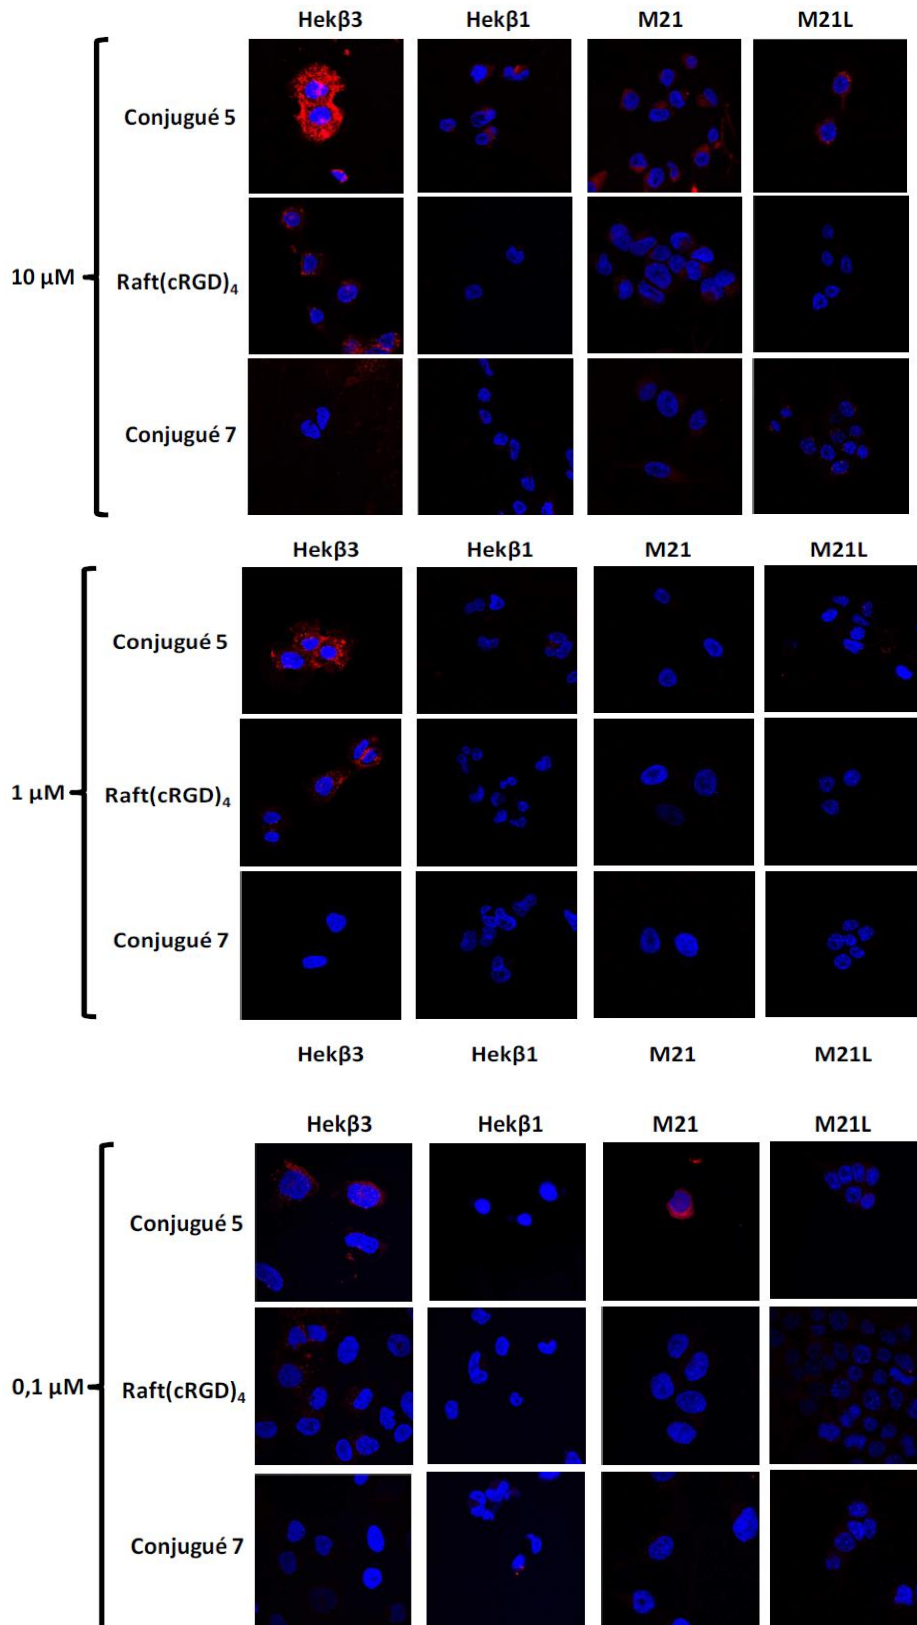 Hekβ3 Hekβ1 M21 M21L
Conjugué 5
10 µM Raft(cRGD)₄
Conjugué 7
Hekβ3 Hekβ1 M21 M21L
Conjugué 5
1 µM Raft(cRGD)₄
Conjugué 7
Hekβ3 Hekβ1 M21 M21L
Hekβ3 Hekβ1 M21 M21L
Conjugué 5
0,1 µM Raft(cRGD)₄
Conjugué 7